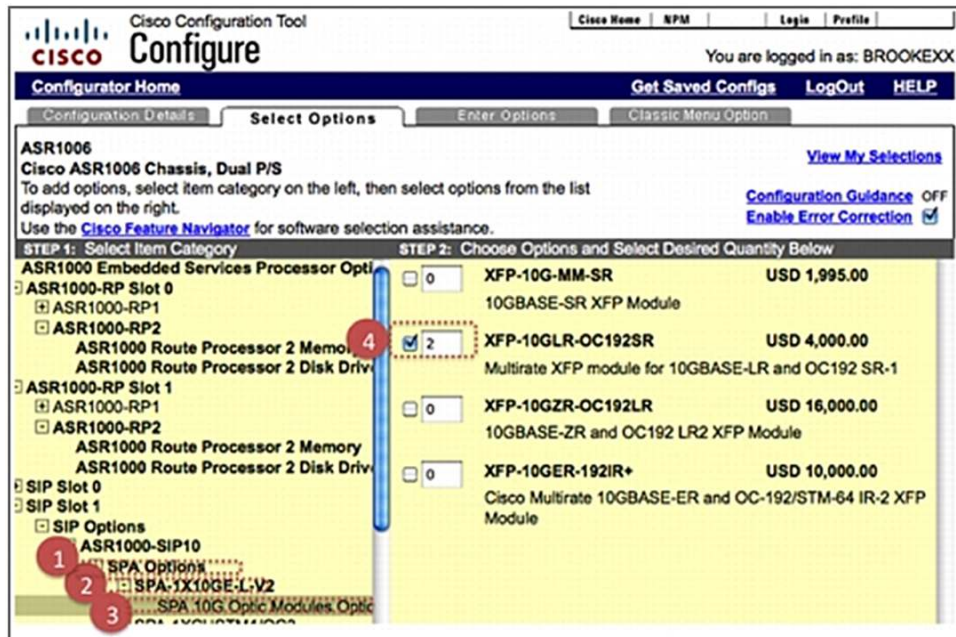 Cisco Configuration Tool
Cisco Home NPM Login Profile
cisco Configure
You are logged in as: BROOKEXX
Configurator Home Get Saved Configs LogOut HELP
Configuration Details Select Options Enter Options Classic Menu Option
ASR1006
Cisco ASR1006 Chassis, Dual P/S
To add options, select item category on the left, then select options from the list
displayed on the right.
Use the Cisco Feature Navigator for software selection assistance.
View My Selections
Configuration Guidance OFF
Enable Error Correction
STEP 1: Select Item Category
ASR1000 Embedded Services Processor Opti
ASR1000-RP Slot 0
ASR1000-RP1
ASR1000-RP2
ASR1000 Route Processor 2 Memo
ASR1000 Route Processor 2 Disk Driv
ASR1000-RP Slot 1
ASR1000-RP1
ASR1000-RP2
ASR1000 Route Processor 2 Memory
ASR1000 Route Processor 2 Disk Driv
SIP Slot 0
SIP Slot 1
SIP Options
ASR1000-SIP10
1 SPA Options
2 SPA-1X10GE-L-V2
3 SPA 10G Optic Modules Optic
STEP 2: Choose Options and Select Desired Quantity Below
0 XFP-10G-MM-SR USD 1,995.00
10GBASE-SR XFP Module
4 2 XFP-10GLR-OC192SR USD 4,000.00
Multirate XFP module for 10GBASE-LR and OC192 SR-1
0 XFP-10GZR-OC192LR USD 16,000.00
10GBASE-ZR and OC192 LR2 XFP Module
0 XFP-10GER-192IR+ USD 10,000.00
Cisco Multirate 10GBASE-ER and OC-192/STM-64 IR-2 XFP
Module